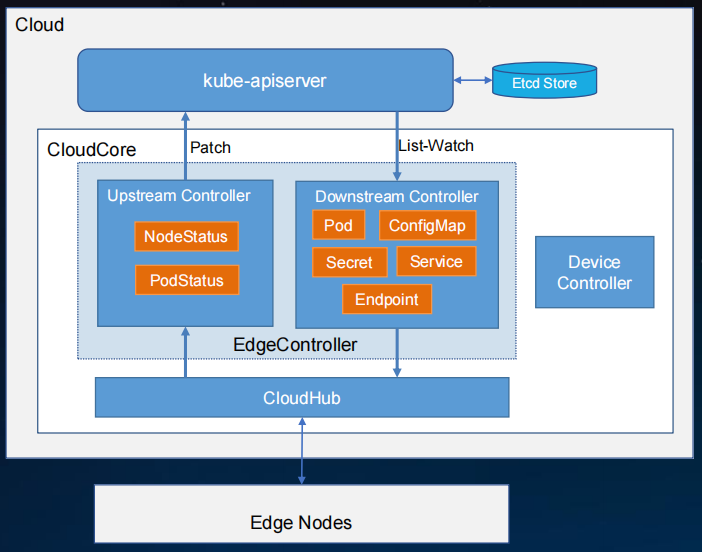 Cloud
kube-apiserver
Etcd Store
Patch
List-Watch
CloudCore
Upstream Controller
NodeStatus
PodStatus
Downstream Controller
Pod
ConfigMap
Secret
Service
Endpoint
EdgeController
Device
Controller
CloudHub
Edge Nodes